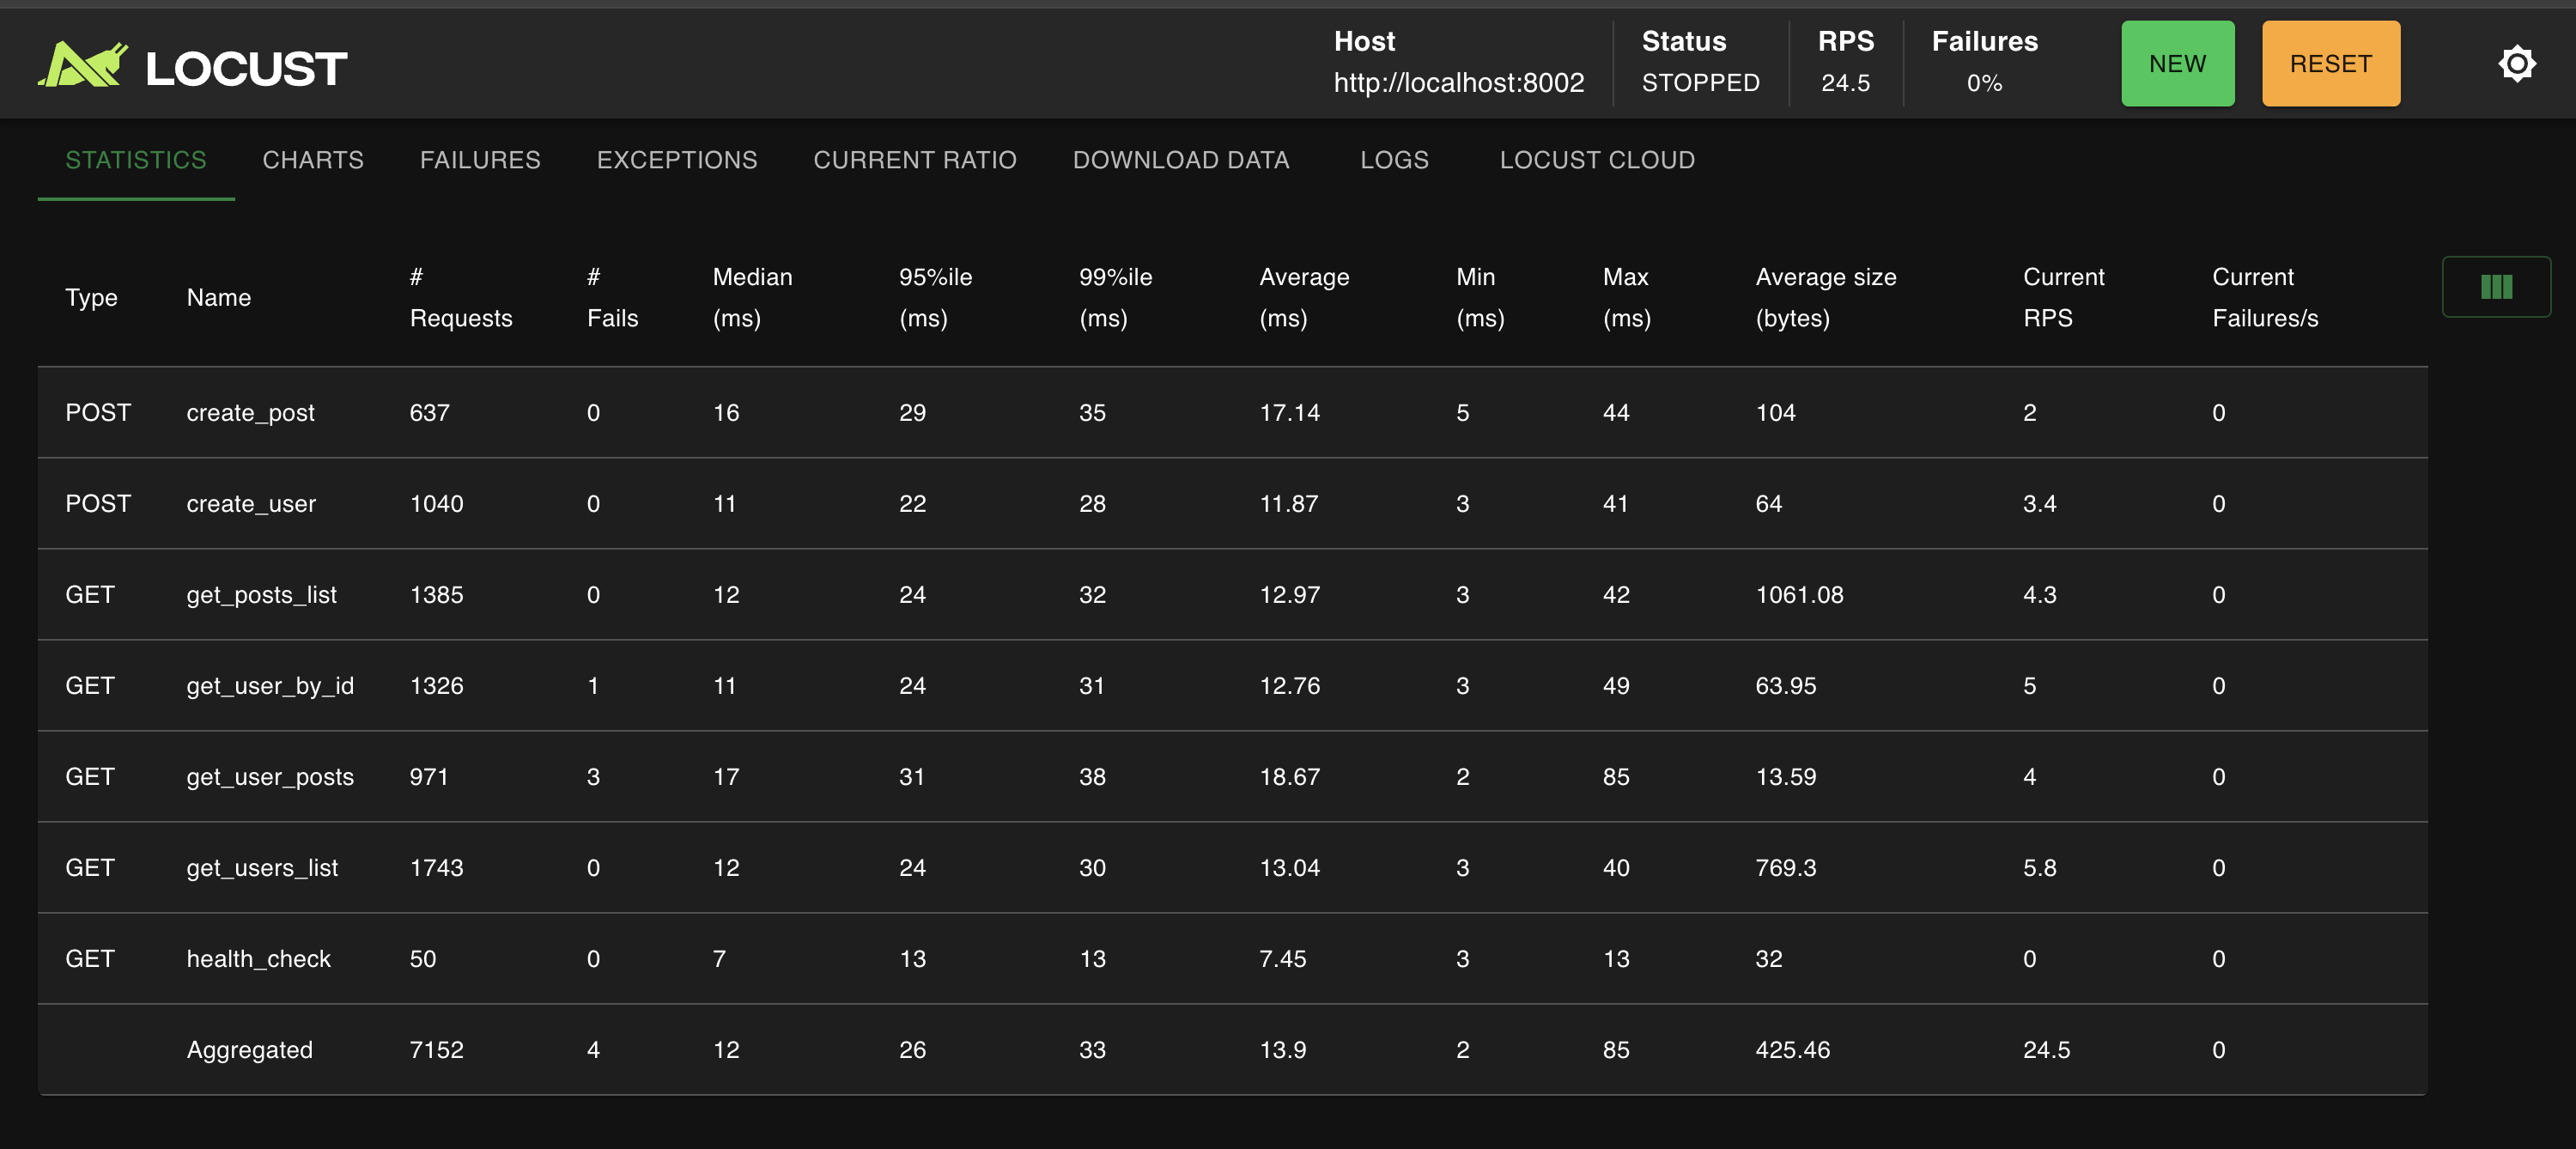 LOCUST
Host
http://localhost:8002
Status
STOPPED
RPS
24.5
Failures
0%
NEW
RESET
STATISTICS CHARTS FAILURES EXCEPTIONS CURRENT RATIO DOWNLOAD DATA LOGS LOCUST CLOUD
Type Name # Requests # Fails Median (ms) 95%ile (ms) 99%ile (ms) Average (ms) Min (ms) Max (ms) Average size (bytes) Current RPS Current Failures/s
POST create_post 637 0 16 29 35 17.14 5 44 104 2 0
POST create_user 1040 0 11 22 28 11.87 3 41 64 3.4 0
GET get_posts_list 1385 0 12 24 32 12.97 3 42 1061.08 4.3 0
GET get_user_by_id 1326 1 11 24 31 12.76 3 49 63.95 5 0
GET get_user_posts 971 3 17 31 38 18.67 2 85 13.59 4 0
GET get_users_list 1743 0 12 24 30 13.04 3 40 769.3 5.8 0
GET health_check 50 0 7 13 13 7.45 3 13 32 0 0
Aggregated 7152 4 12 26 33 13.9 2 85 425.46 24.5 0